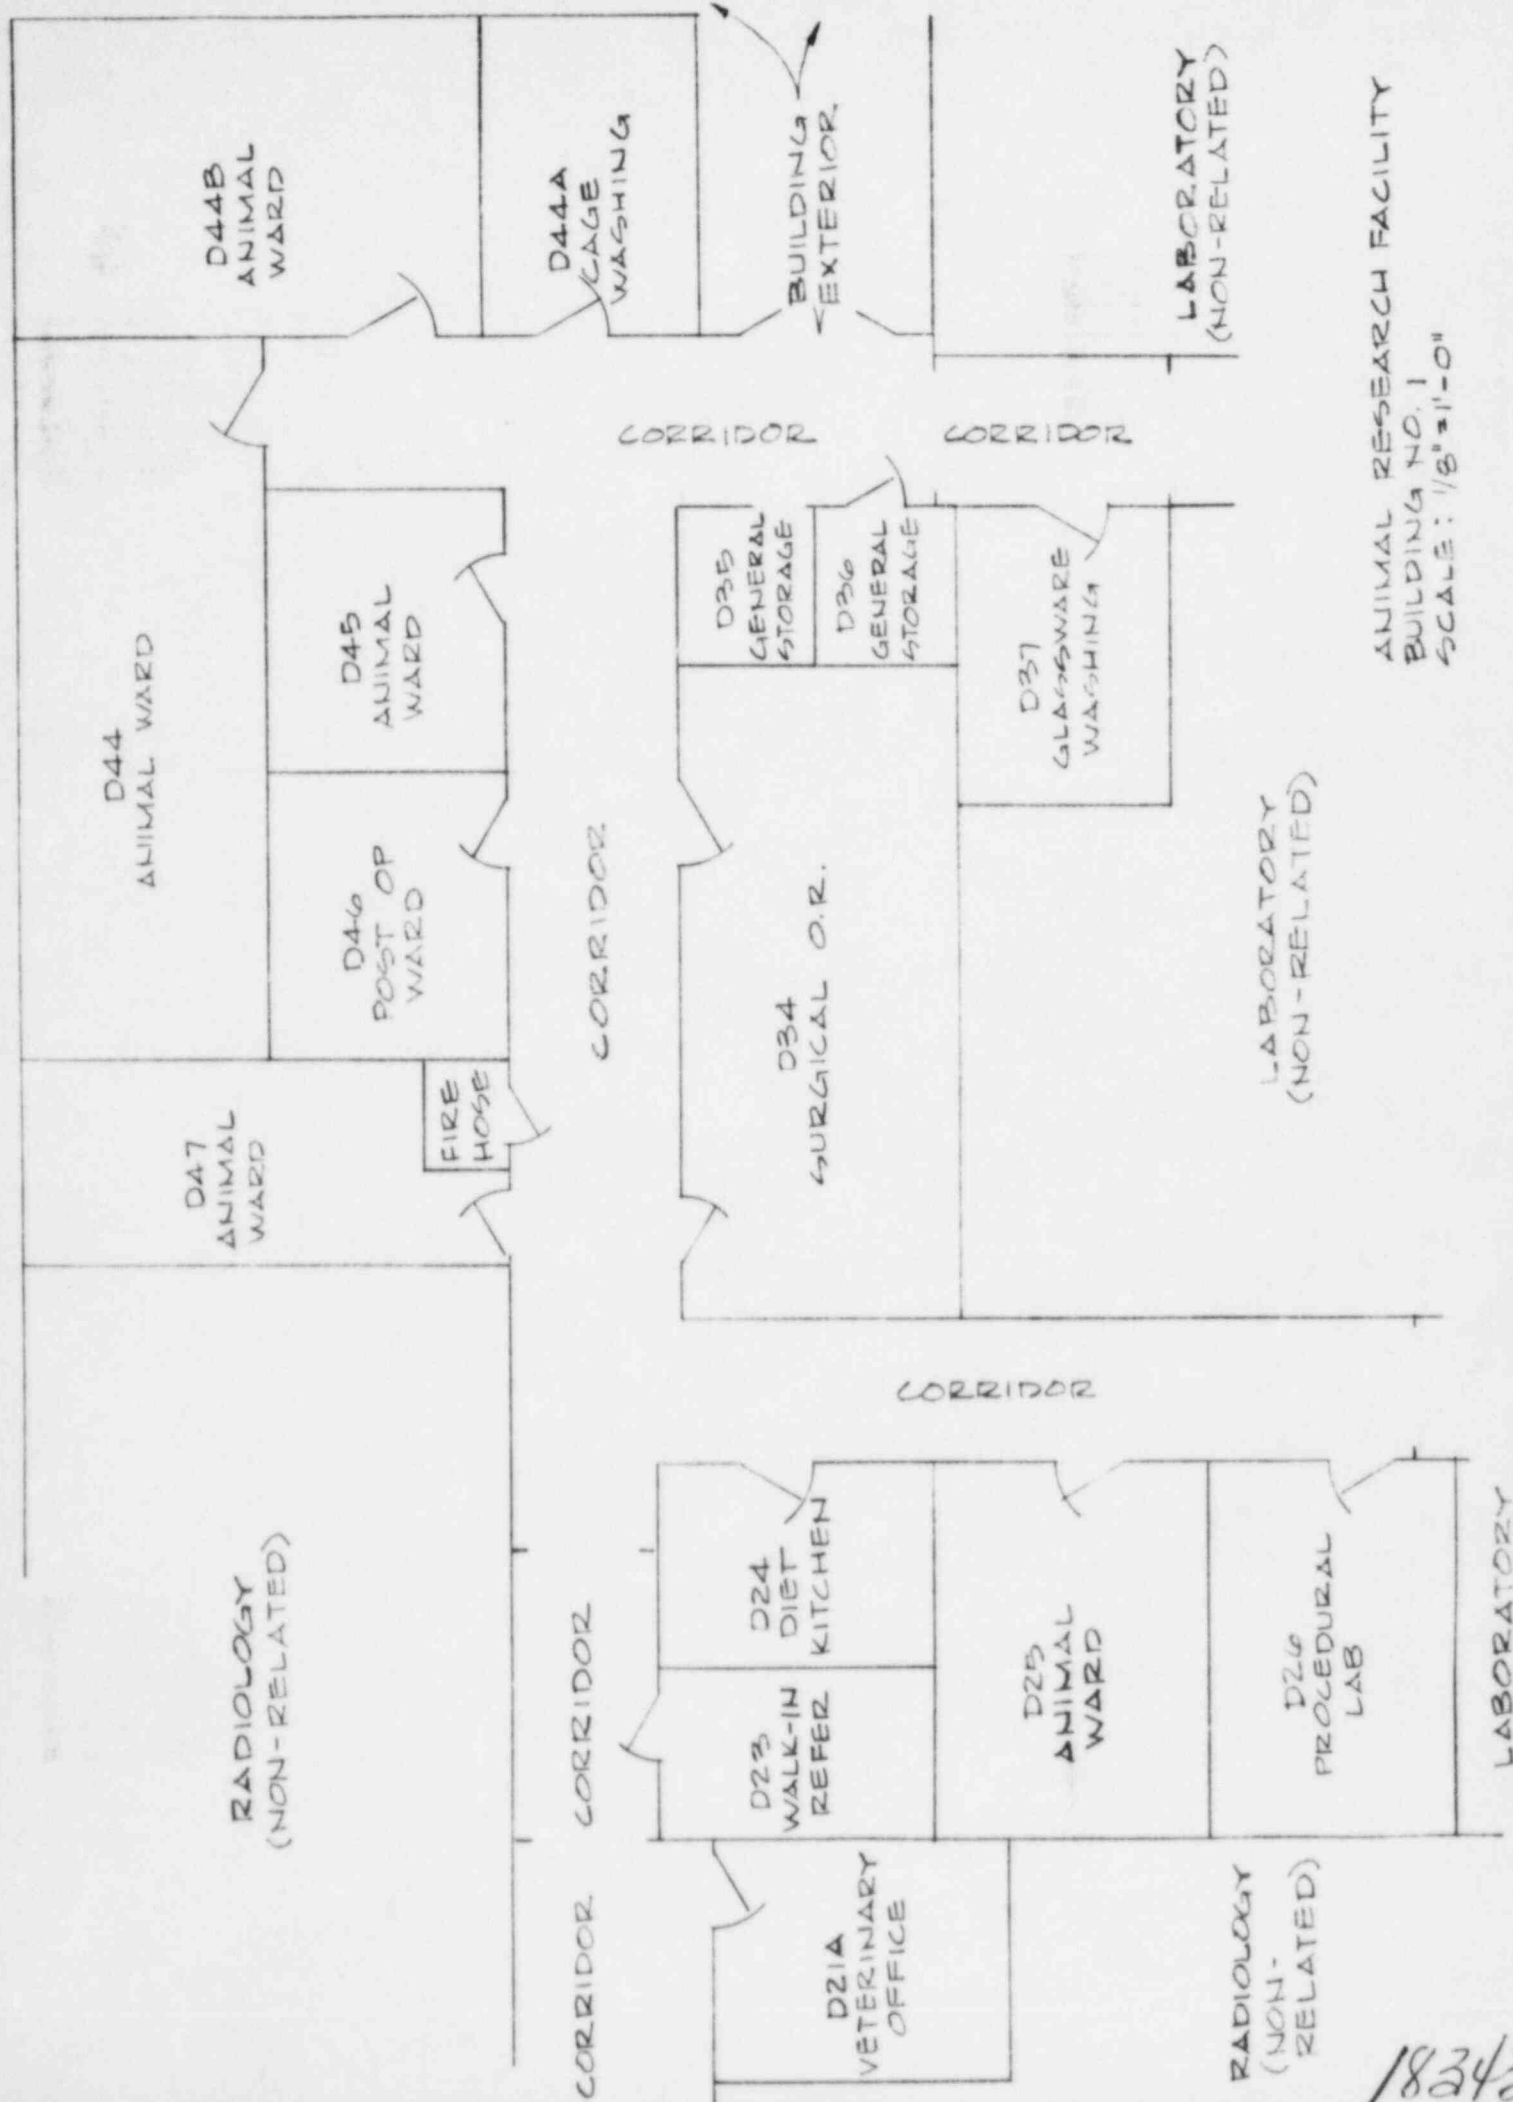 RADIOLOGY
(NON-RELATED)
D47
ANIMAL
WARD
D44
ANIMAL WARD
D44B
ANIMAL
WARD
FIRE
HOSE
D46
POST OP
WARD
D45
ANIMAL
WARD
D44A
CAGE
WASHING
CORRIDOR
CORRIDOR
CORRIDOR
CORRIDOR
BUILDING
EXTERIOR
D21A
VETERINARY
OFFICE
D23
WALK-IN
REFER
D24
DIET
KITCHEN
D34
SURGICAL O.R.
D35
GENERAL
STORAGE
D36
GENERAL
STORAGE
CORRIDOR
CORRIDOR
D25
ANIMAL
WARD
D37
GLASSWARE
WASHING
RADIOLOGY
(NON-
RELATED)
D26
PROCEDURAL
LAB
LABORATORY
(NON-RELATED)
LABORATORY
(NON-RELATED)
LABORATORY
ANIMAL RESEARCH FACILITY
BUILDING NO. 1
SCALE: 1/8"=1'-0"